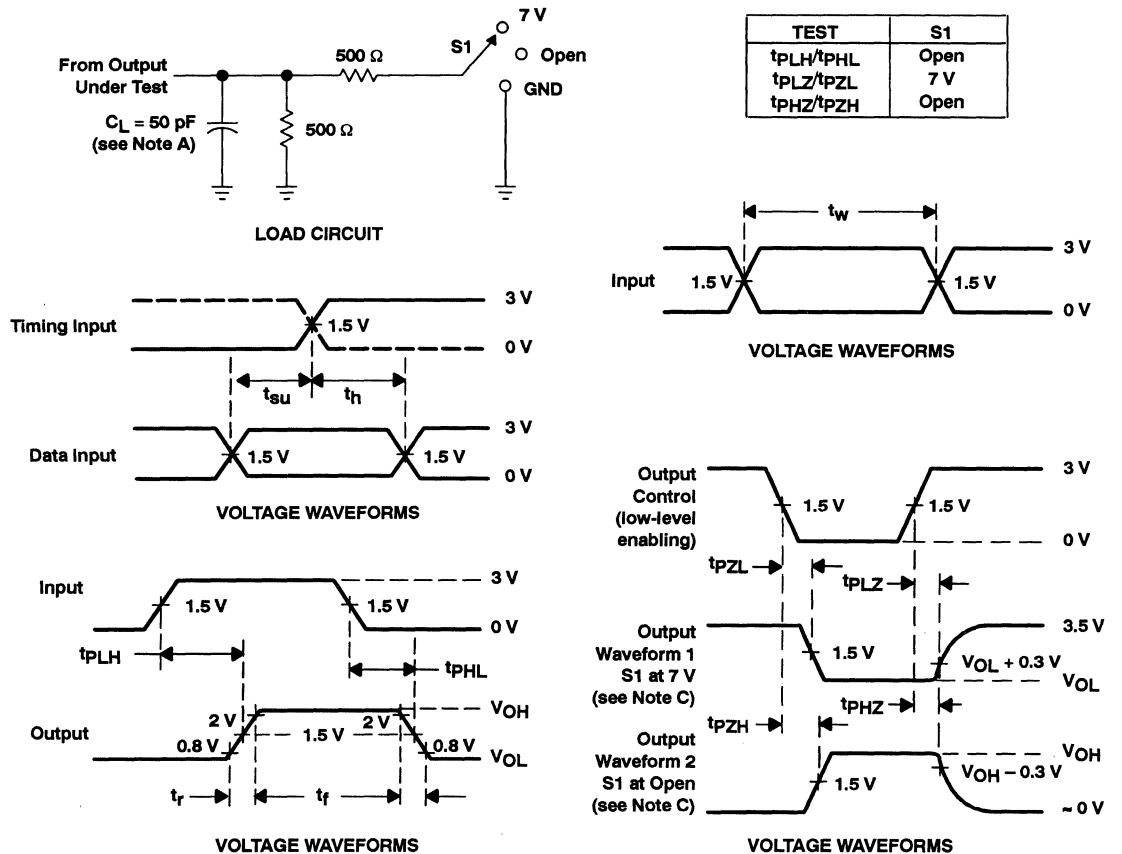 7 V
S1
Open
GND
500 Ω
From Output
Under Test
CL = 50 pF
(see Note A)
500 Ω
LOAD CIRCUIT
TEST S1
tPLH/tPHL Open
tPLZ/tPZL 7 V
tPHZ/tPZH Open
tw
Input
1.5 V
1.5 V
3 V
0 V
VOLTAGE WAVEFORMS
Timing Input
3 V
1.5 V
0 V
tsu
th
Data Input
3 V
1.5 V
1.5 V
0 V
VOLTAGE WAVEFORMS
Input
3 V
1.5 V
1.5 V
0 V
tPLH
tPHL
Output
2 V
2 V
VOH
0.8 V
1.5 V
0.8 V
VOL
tr
tf
VOLTAGE WAVEFORMS
Output
Control
(low-level
enabling)
3 V
1.5 V
1.5 V
0 V
tPZL
tPLZ
Output
Waveform 1
S1 at 7 V
(see Note C)
3.5 V
1.5 V
VOL + 0.3 V
VOL
tPHZ
tPZH
Output
Waveform 2
S1 at Open
(see Note C)
VOH
1.5 V
VOH − 0.3 V
~ 0 V
VOLTAGE WAVEFORMS